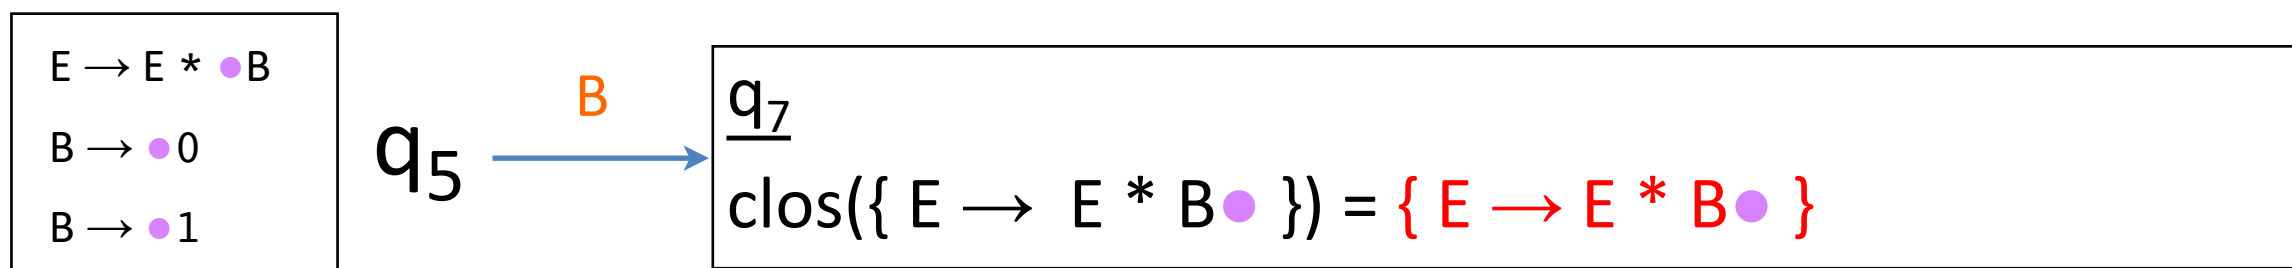 E → E * ●B
B → ●0
B → ●1
q₅
B
q₇
clos({ E → E * B● }) = { E → E * B● }